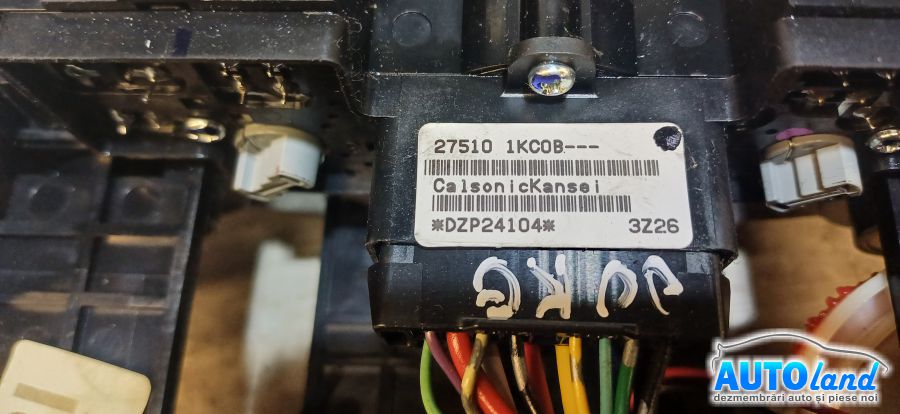 27510 1KC0B---
CalsonicKansei
*DZP24104* 3Z26
AUTOland
dezmembrări auto și piese noi